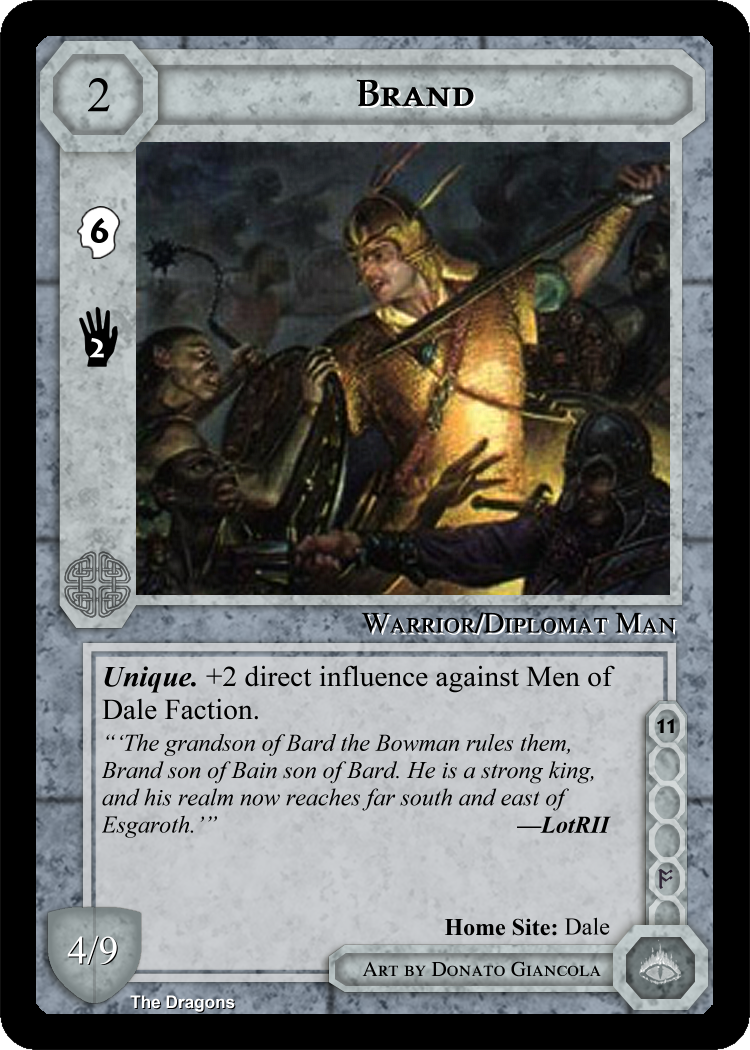 2
BRAND
6
2
WARRIOR/DIPLOMAT MAN
Unique. +2 direct influence against Men of
Dale Faction.
“‘The grandson of Bard the Bowman rules them,
Brand son of Bain son of Bard. He is a strong king,
and his realm now reaches far south and east of
Esgaroth.’” —LotRII
11
Home Site: Dale
4/9
ART BY DONATO GIANCOLA
The Dragons